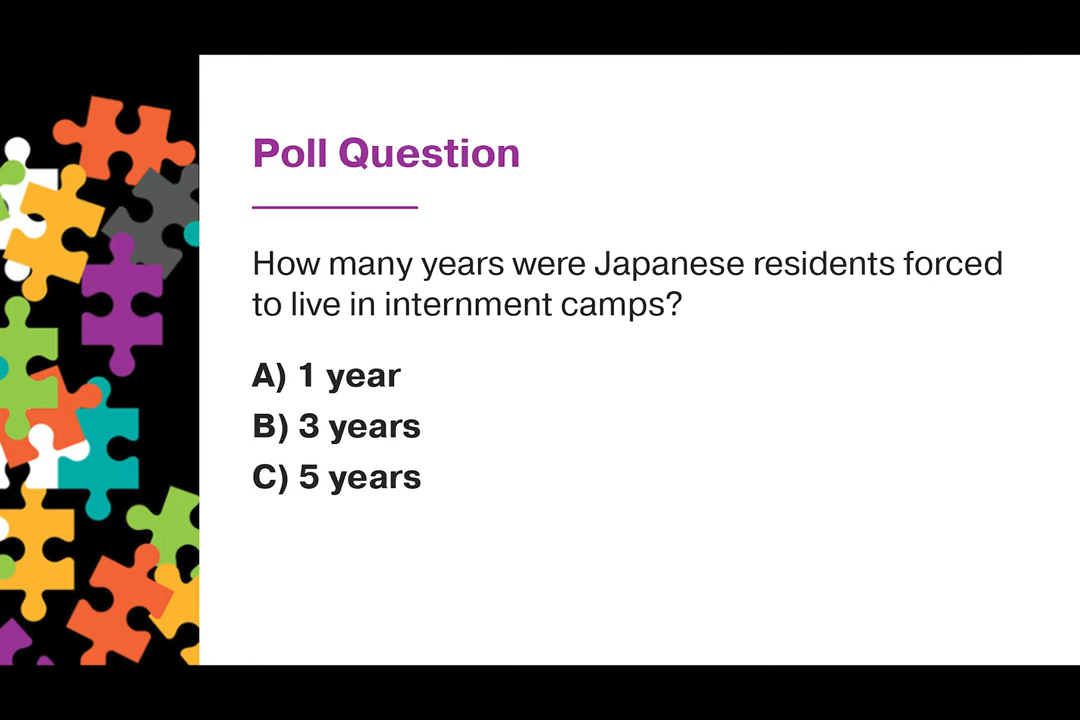 Poll Question
How many years were Japanese residents forced
to live in internment camps?
A) 1 year
B) 3 years
C) 5 years